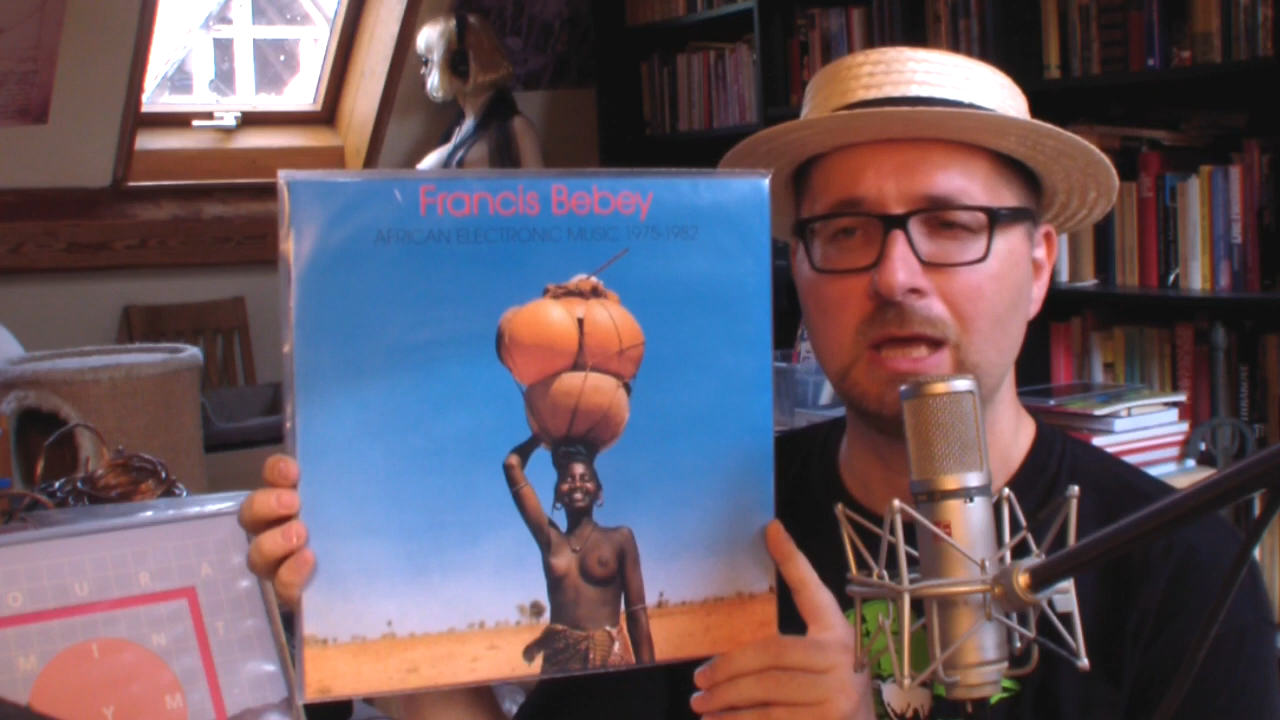 Francis Bebey
AFRICAN ELECTRONIC MUSIC 1975-1982
O U R A
M I N T
Y M